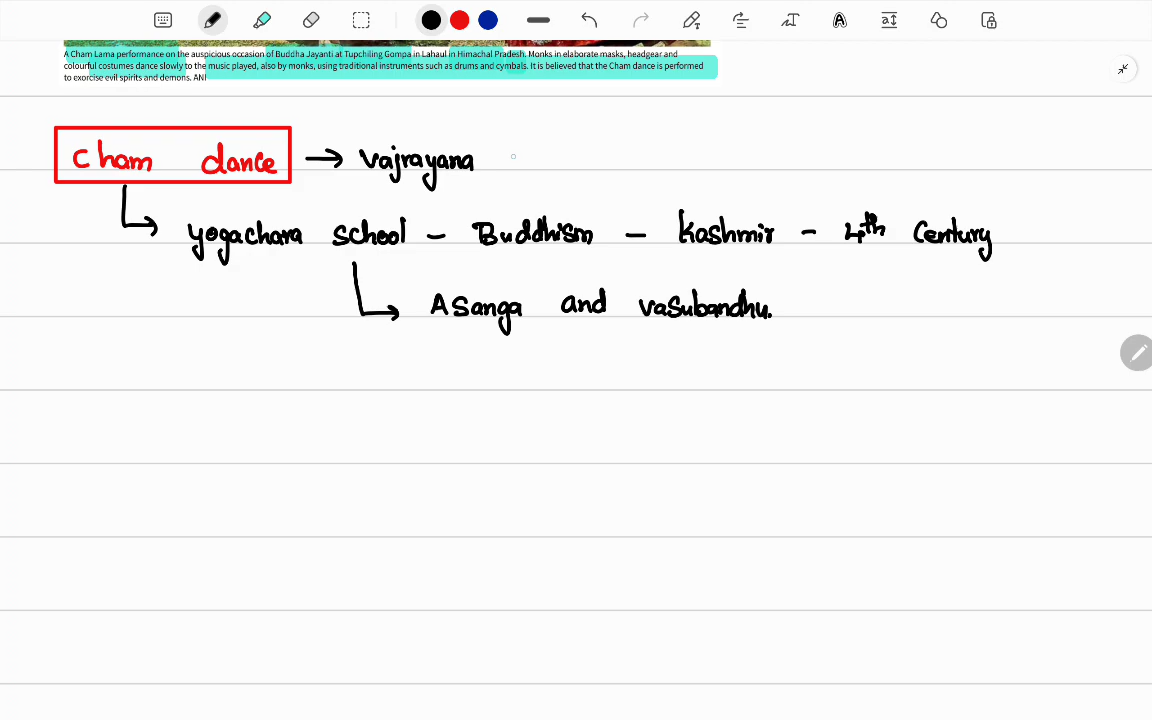 A Cham Lama performance on the auspicious occasion of Buddha Jayanti at Tupchiling Gompa in Lahaul in Himachal Pradesh. Monks in elaborate masks, headgear and
colourful costumes dance slowly to the music played, also by monks, using traditional instruments such as drums and cymbals. It is believed that the Cham dance is performed
to exorcise evil spirits and demons. ANI
Cham dance → Vajrayana
Yogachara School - Buddhism - Kashmir - 4th Century
Asanga and Vasubandhu.